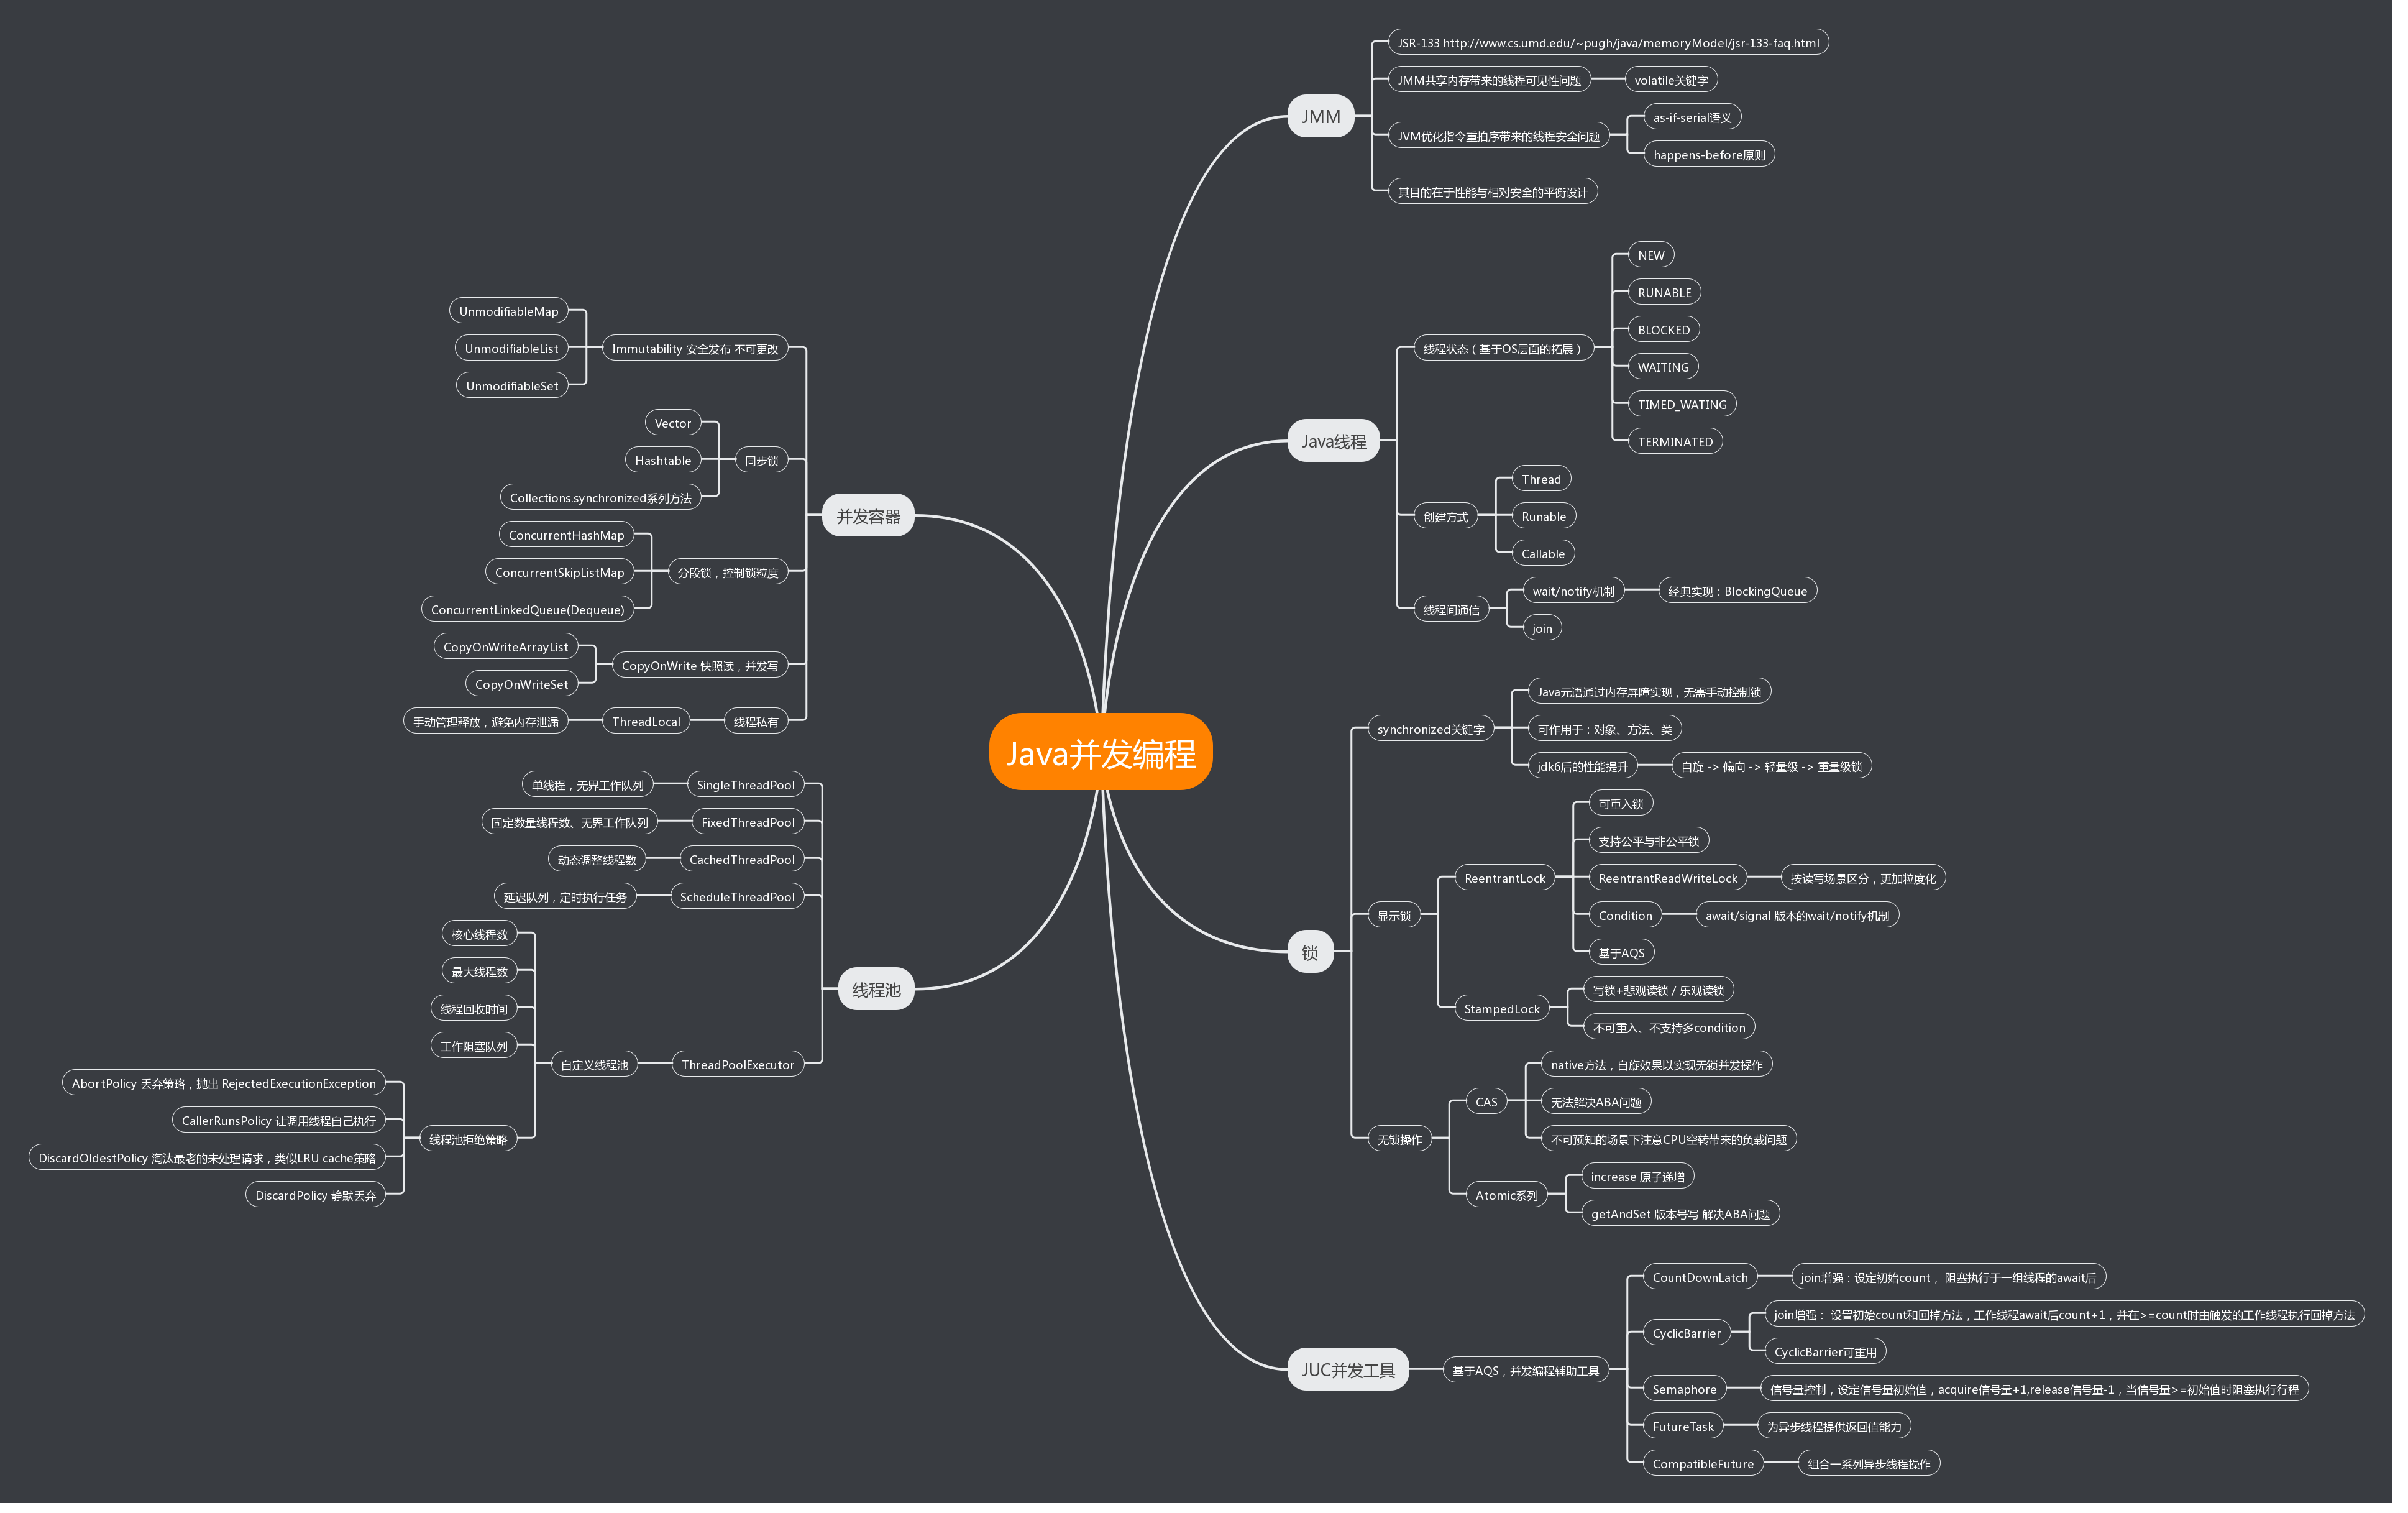 Java并发编程
JMM
JSR-133 http://www.cs.umd.edu/~pugh/java/memoryModel/jsr-133-faq.html
JMM共享内存带来的线程可见性问题
volatile关键字
JVM优化指令重拍序带来的线程安全问题
as-if-serial语义
happens-before原则
其目的在于性能与相对安全的平衡设计
Java线程
线程状态（基于OS层面的拓展）
NEW
RUNABLE
BLOCKED
WAITING
TIMED_WATING
TERMINATED
创建方式
Thread
Runable
Callable
线程间通信
wait/notify机制
经典实现：BlockingQueue
join
锁
synchronized关键字
Java元语通过内存屏障实现，无需手动控制锁
可作用于：对象、方法、类
jdk6后的性能提升
自旋 -> 偏向 -> 轻量级 -> 重量级锁
显示锁
ReentrantLock
可重入锁
支持公平与非公平锁
ReentrantReadWriteLock
按读写场景区分，更加粒度化
Condition
await/signal 版本的wait/notify机制
基于AQS
StampedLock
写锁+悲观读锁 / 乐观读锁
不可重入、不支持多condition
无锁操作
CAS
native方法，自旋效果以实现无锁并发操作
无法解决ABA问题
不可预知的场景下注意CPU空转带来的负载问题
Atomic系列
increase 原子递增
getAndSet 版本号写 解决ABA问题
JUC并发工具
基于AQS，并发编程辅助工具
CountDownLatch
join增强：设定初始count， 阻塞执行于一组线程的await后
CyclicBarrier
join增强： 设置初始count和回掉方法，工作线程await后count+1，并在>=count时由触发的工作线程执行回掉方法
CyclicBarrier可重用
Semaphore
信号量控制，设定信号量初始值，acquire信号量+1,release信号量-1，当信号量>=初始值时阻塞执行行程
FutureTask
为异步线程提供返回值能力
CompatibleFuture
组合一系列异步线程操作
并发容器
Immutability 安全发布 不可更改
UnmodifiableMap
UnmodifiableList
UnmodifiableSet
同步锁
Vector
Hashtable
Collections.synchronized系列方法
分段锁，控制锁粒度
ConcurrentHashMap
ConcurrentSkipListMap
ConcurrentLinkedQueue(Dequeue)
CopyOnWrite 快照读，并发写
CopyOnWriteArrayList
CopyOnWriteSet
线程私有
ThreadLocal
手动管理释放，避免内存泄漏
线程池
SingleThreadPool
单线程，无界工作队列
FixedThreadPool
固定数量线程数、无界工作队列
CachedThreadPool
动态调整线程数
ScheduleThreadPool
延迟队列，定时执行任务
ThreadPoolExecutor
自定义线程池
核心线程数
最大线程数
线程回收时间
工作阻塞队列
线程池拒绝策略
AbortPolicy 丢弃策略，抛出 RejectedExecutionException
CallerRunsPolicy 让调用线程自己执行
DiscardOldestPolicy 淘汰最老的未处理请求，类似LRU cache策略
DiscardPolicy 静默丢弃